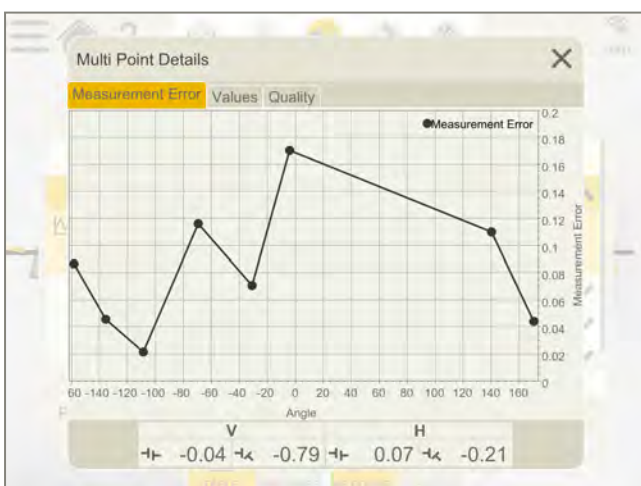 Multi Point Details
Measurement Error Values Quality
Measurement Error
0.2
0.18
0.16
0.14
0.12
0.1
0.08
0.06
0.04
0.02
0
Measurement Error
60 -140 -120 -100 -80 -60 -40 -20 0 20 40 60 80 100 120 140 160
Angle
V H
-0.04 -0.79 0.07 -0.21